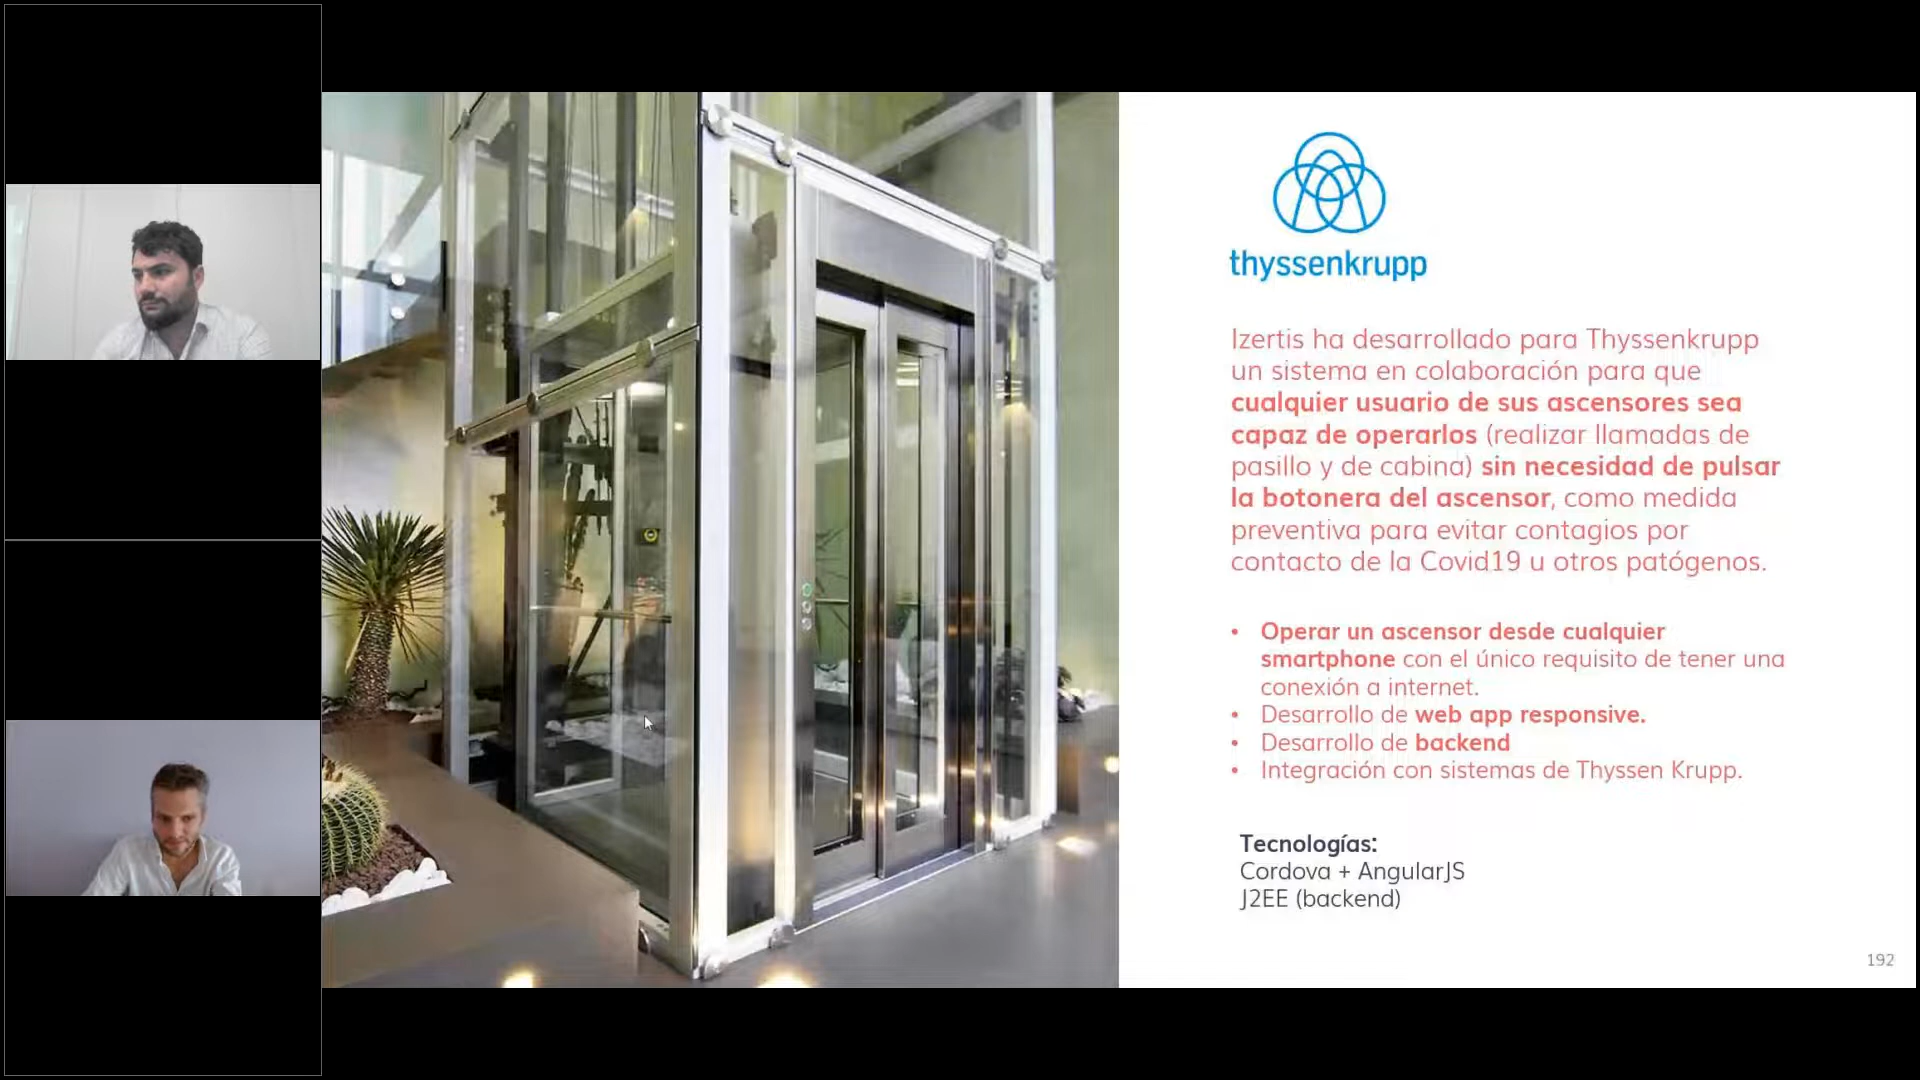 thyssenkrupp
Izertis ha desarrollado para Thyssenkrupp
un sistema en colaboración para que
cualquier usuario de sus ascensores sea
capaz de operarlos (realizar llamadas de
pasillo y de cabina) sin necesidad de pulsar
la botonera del ascensor, como medida
preventiva para evitar contagios por
contacto de la Covid19 u otros patógenos.
• Operar un ascensor desde cualquier
smartphone con el único requisito de tener una
conexión a internet.
• Desarrollo de web app responsive.
• Desarrollo de backend
• Integración con sistemas de Thyssen Krupp.
Tecnologías:
Cordova + AngularJS
J2EE (backend)
192